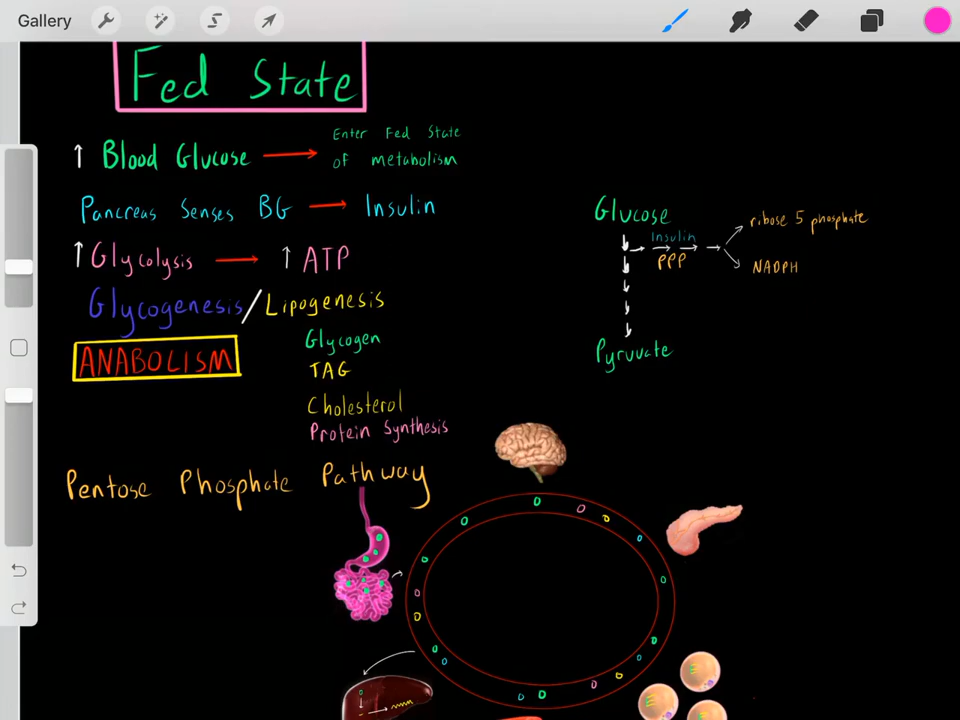 Gallery
Fed State
↑ Blood Glucose → Enter Fed State
of metabolism
Pancreas Senses BG → Insulin
↑ Glycolysis → ↑ ATP
Glycogenesis / Lipogenesis
Glycogen
ANABOLISM
TAG
Cholesterol
Protein Synthesis
Pentose Phosphate Pathway
Glucose
Insulin
PPP
ribose 5 phosphate
NADPH
Pyruvate